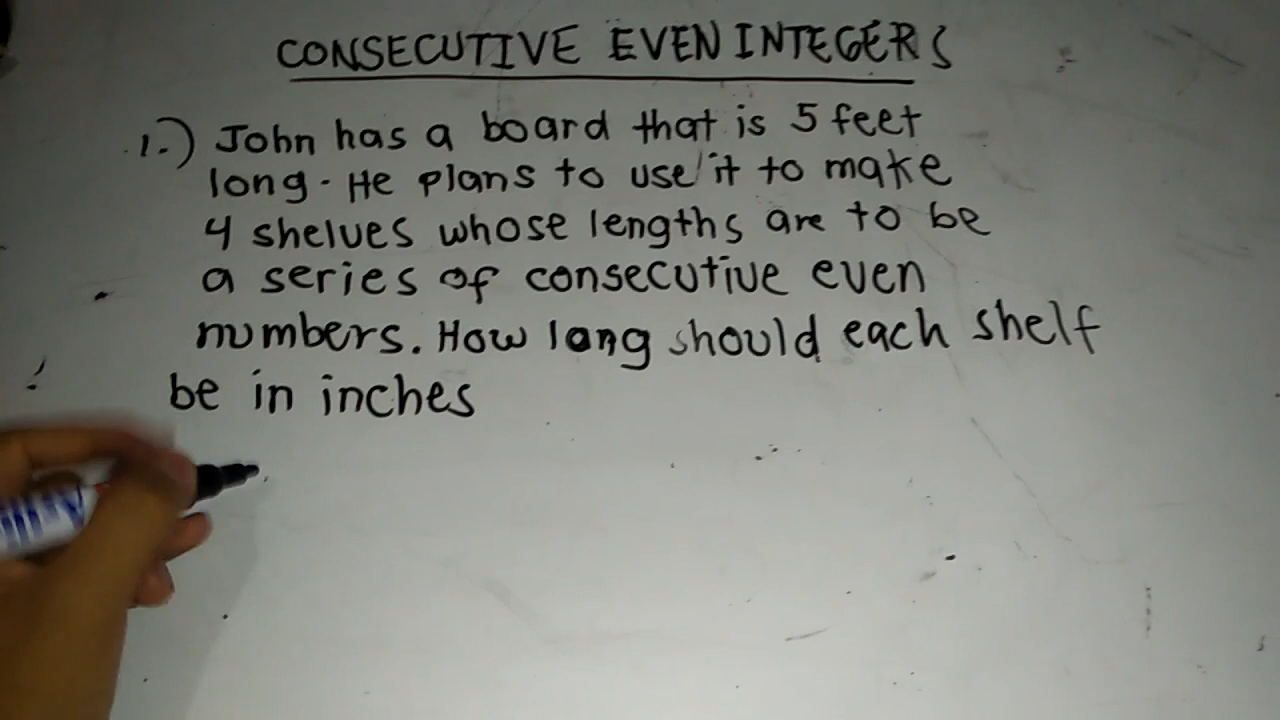 CONSECUTIVE EVEN INTEGERS
1.) John has a board that is 5 feet
long. He plans to use it to make
4 shelves whose lengths are to be
a series of consecutive even
numbers. How long should each shelf
be in inches